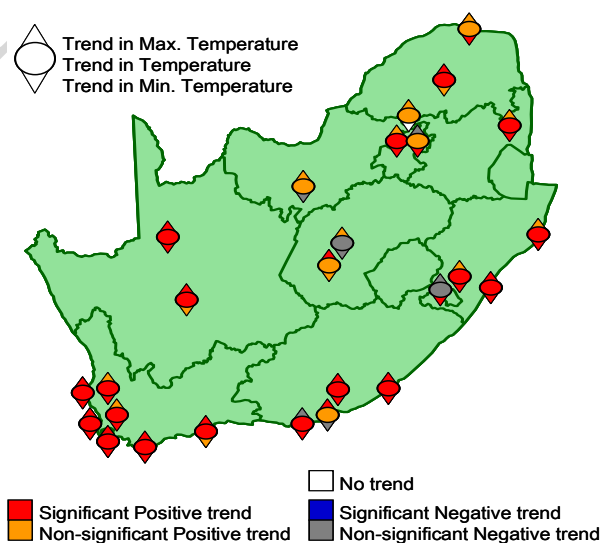 Trend in Max. Temperature
Trend in Temperature
Trend in Min. Temperature
No trend
Significant Positive trend
Significant Negative trend
Non-significant Positive trend
Non-significant Negative trend